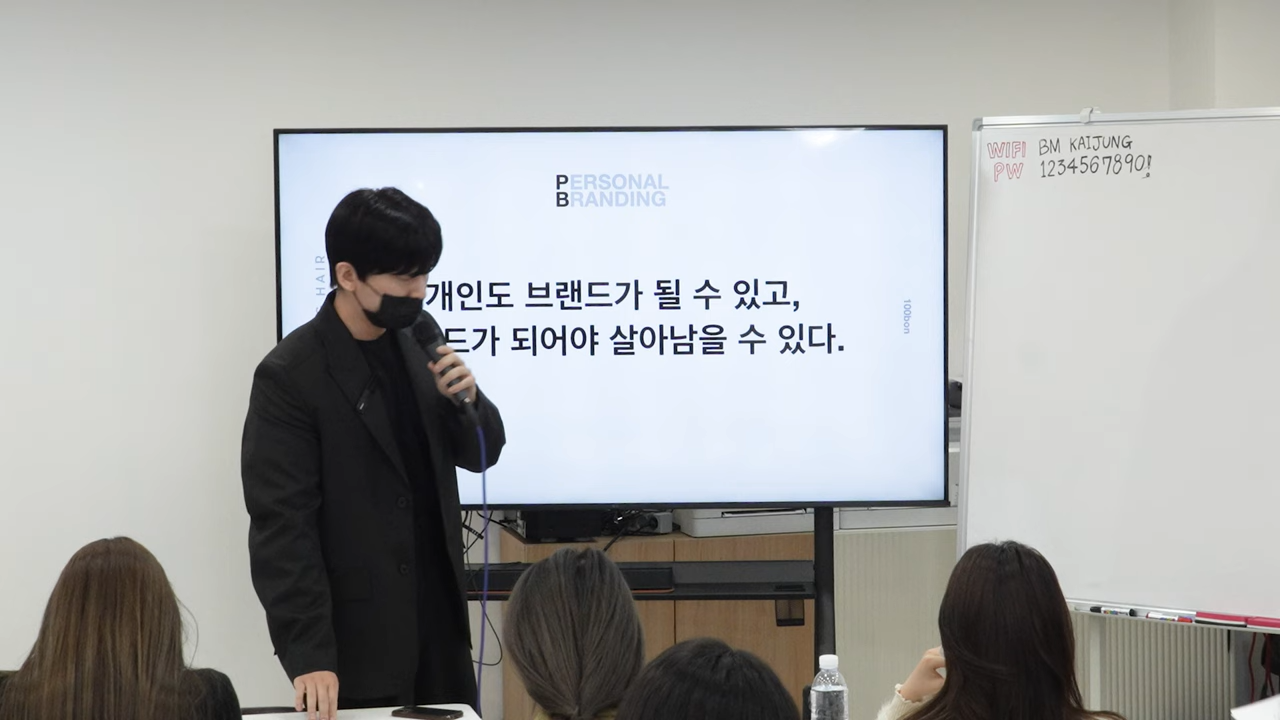 PERSONAL
BRANDING
HAIR
개인도 브랜드가 될 수 있고,
드가 되어야 살아남을 수 있다.
100bon
WIFI BM KAIJUNG
PW 1234567890!